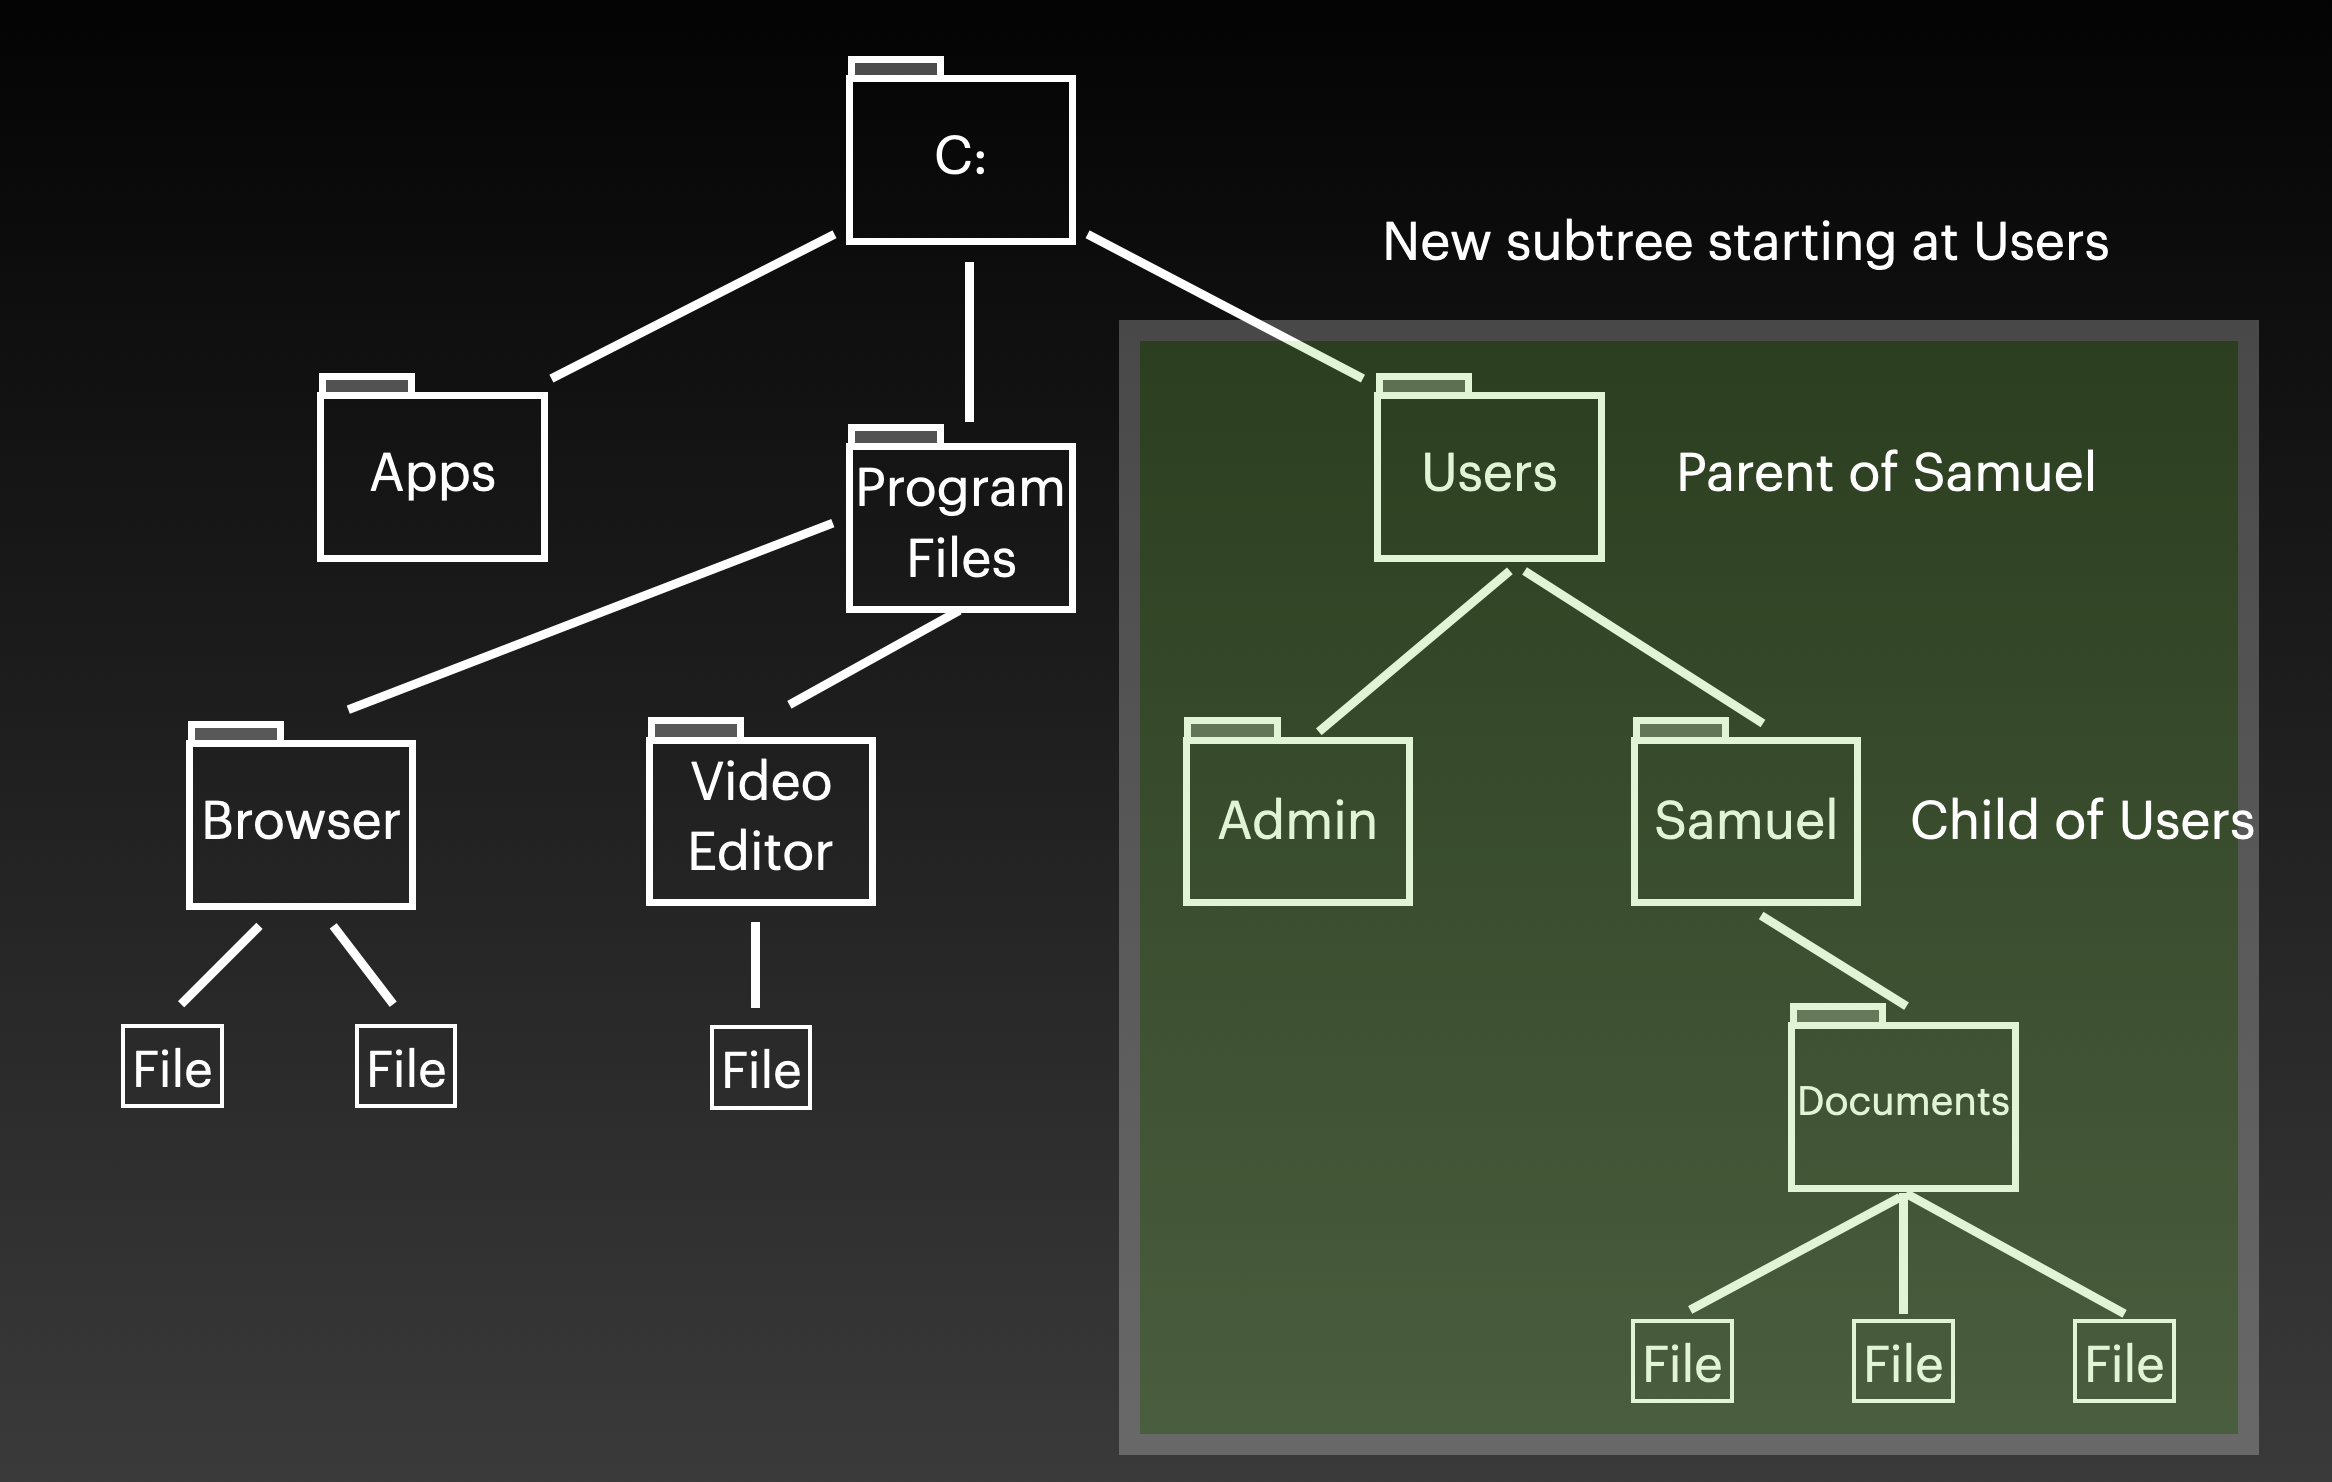 C:
New subtree starting at Users
Apps
Program
Files
Users
Parent of Samuel
Browser
Video
Editor
Admin
Samuel
Child of Users
File
File
File
Documents
File
File
File